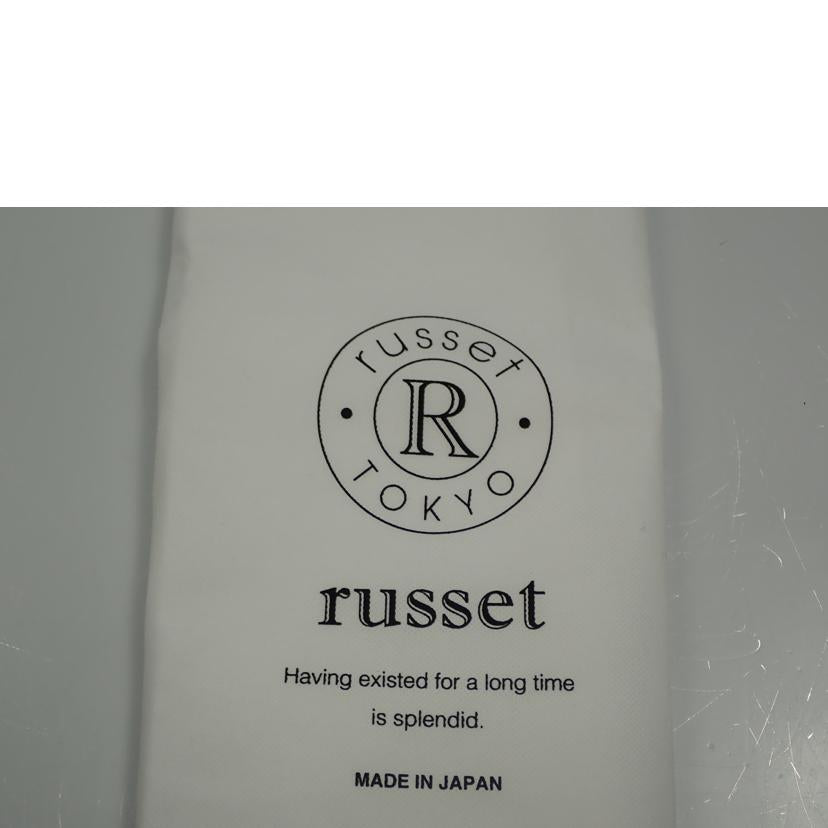 russet
R
TOKYO
russet
Having existed for a long time
is splendid.
MADE IN JAPAN